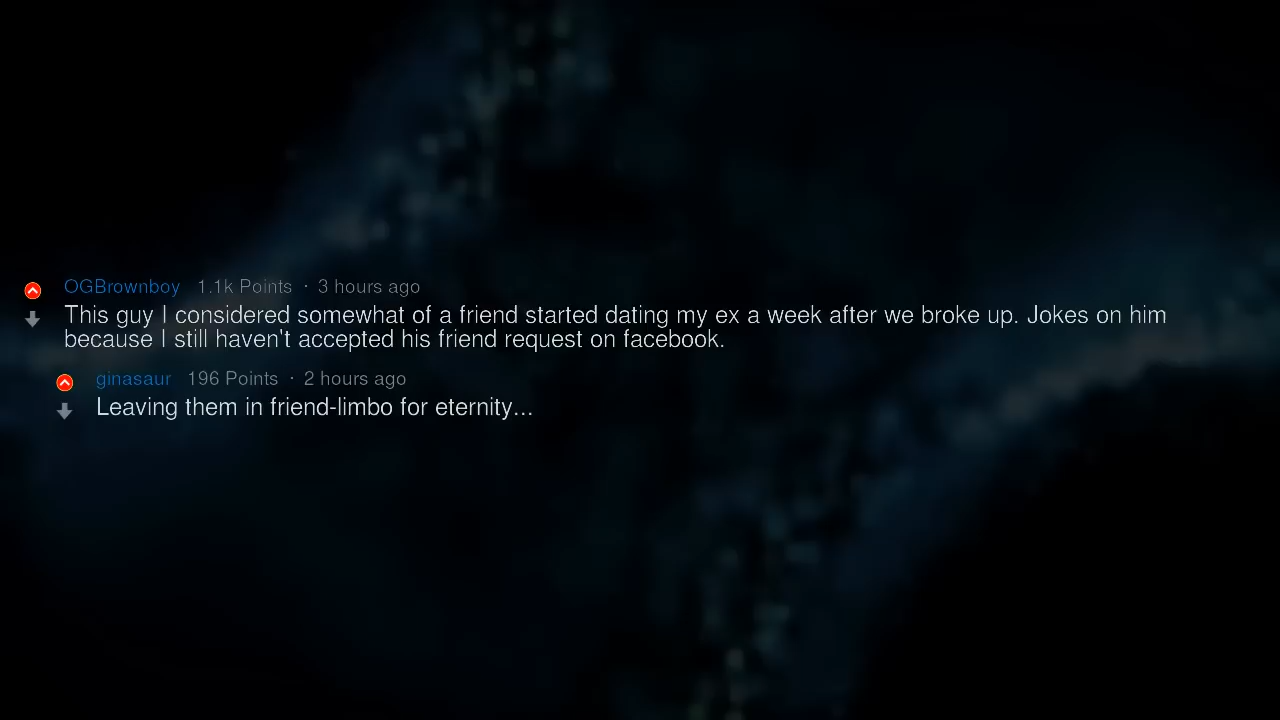 OGBrownboy 1.1k Points · 3 hours ago
This guy I considered somewhat of a friend started dating my ex a week after we broke up. Jokes on him
because I still haven't accepted his friend request on facebook.
ginasaur 196 Points · 2 hours ago
Leaving them in friend-limbo for eternity...